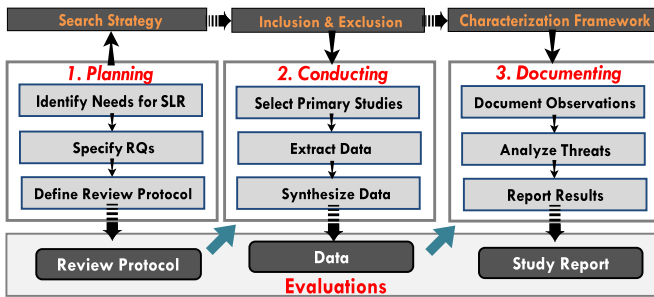 Search Strategy
Inclusion & Exclusion
Characterization Framework
1. Planning
Identify Needs for SLR
Specify RQs
Define Review Protocol
2. Conducting
Select Primary Studies
Extract Data
Synthesize Data
3. Documenting
Document Observations
Analyze Threats
Report Results
Review Protocol
Data
Study Report
Evaluations